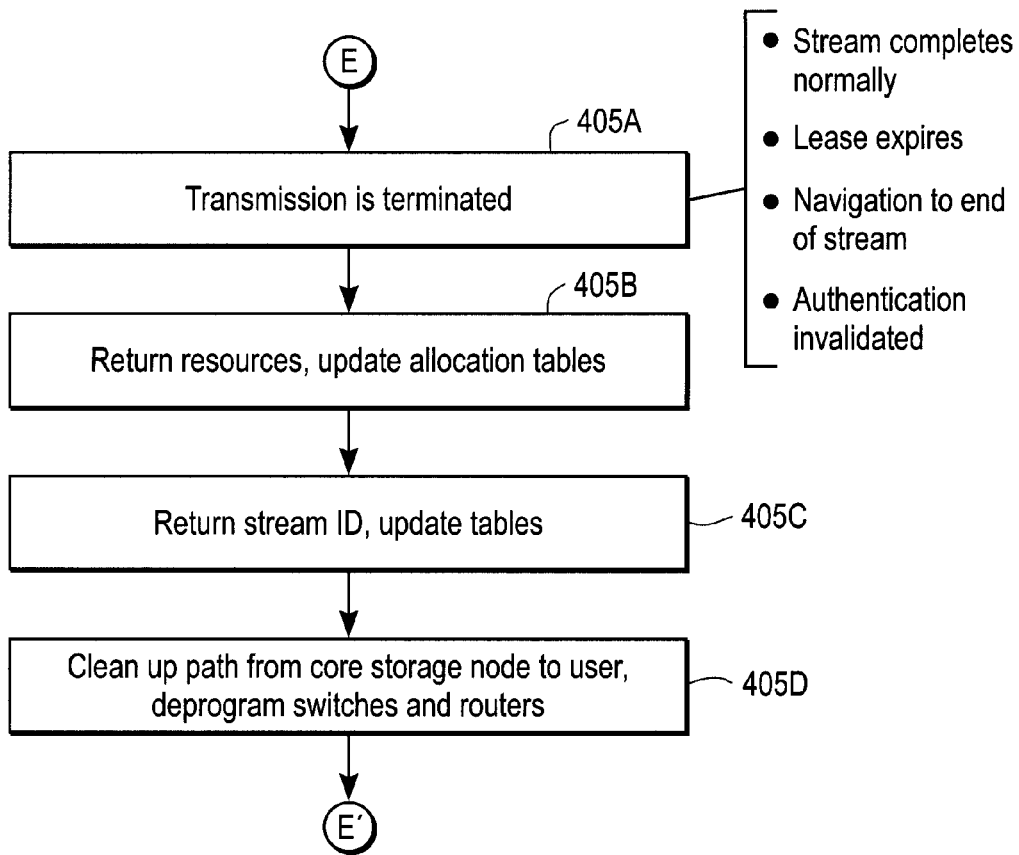 E
405A
Transmission is terminated
• Stream completes
normally
• Lease expires
• Navigation to end
of stream
• Authentication
invalidated
405B
Return resources, update allocation tables
Return stream ID, update tables
405C
Clean up path from core storage node to user,
deprogram switches and routers
405D
E′